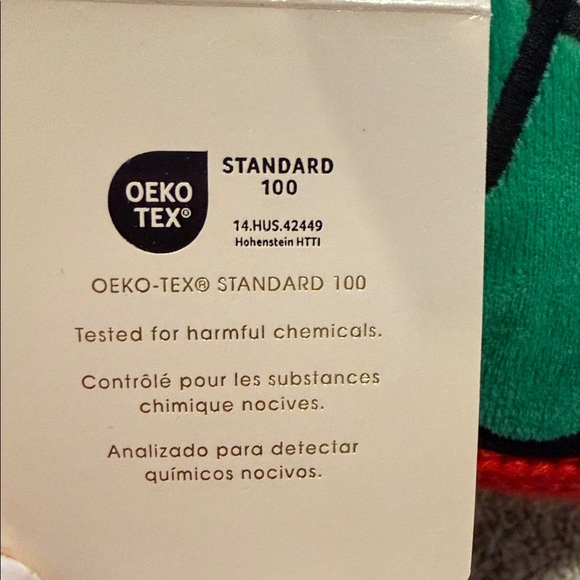 OEKO
TEX®
STANDARD
100
14.HUS.42449
Hohenstein HTTI
OEKO-TEX® STANDARD 100
Tested for harmful chemicals.
Contrôlé pour les substances
chimique nocives.
Analizado para detectar
químicos nocivos.